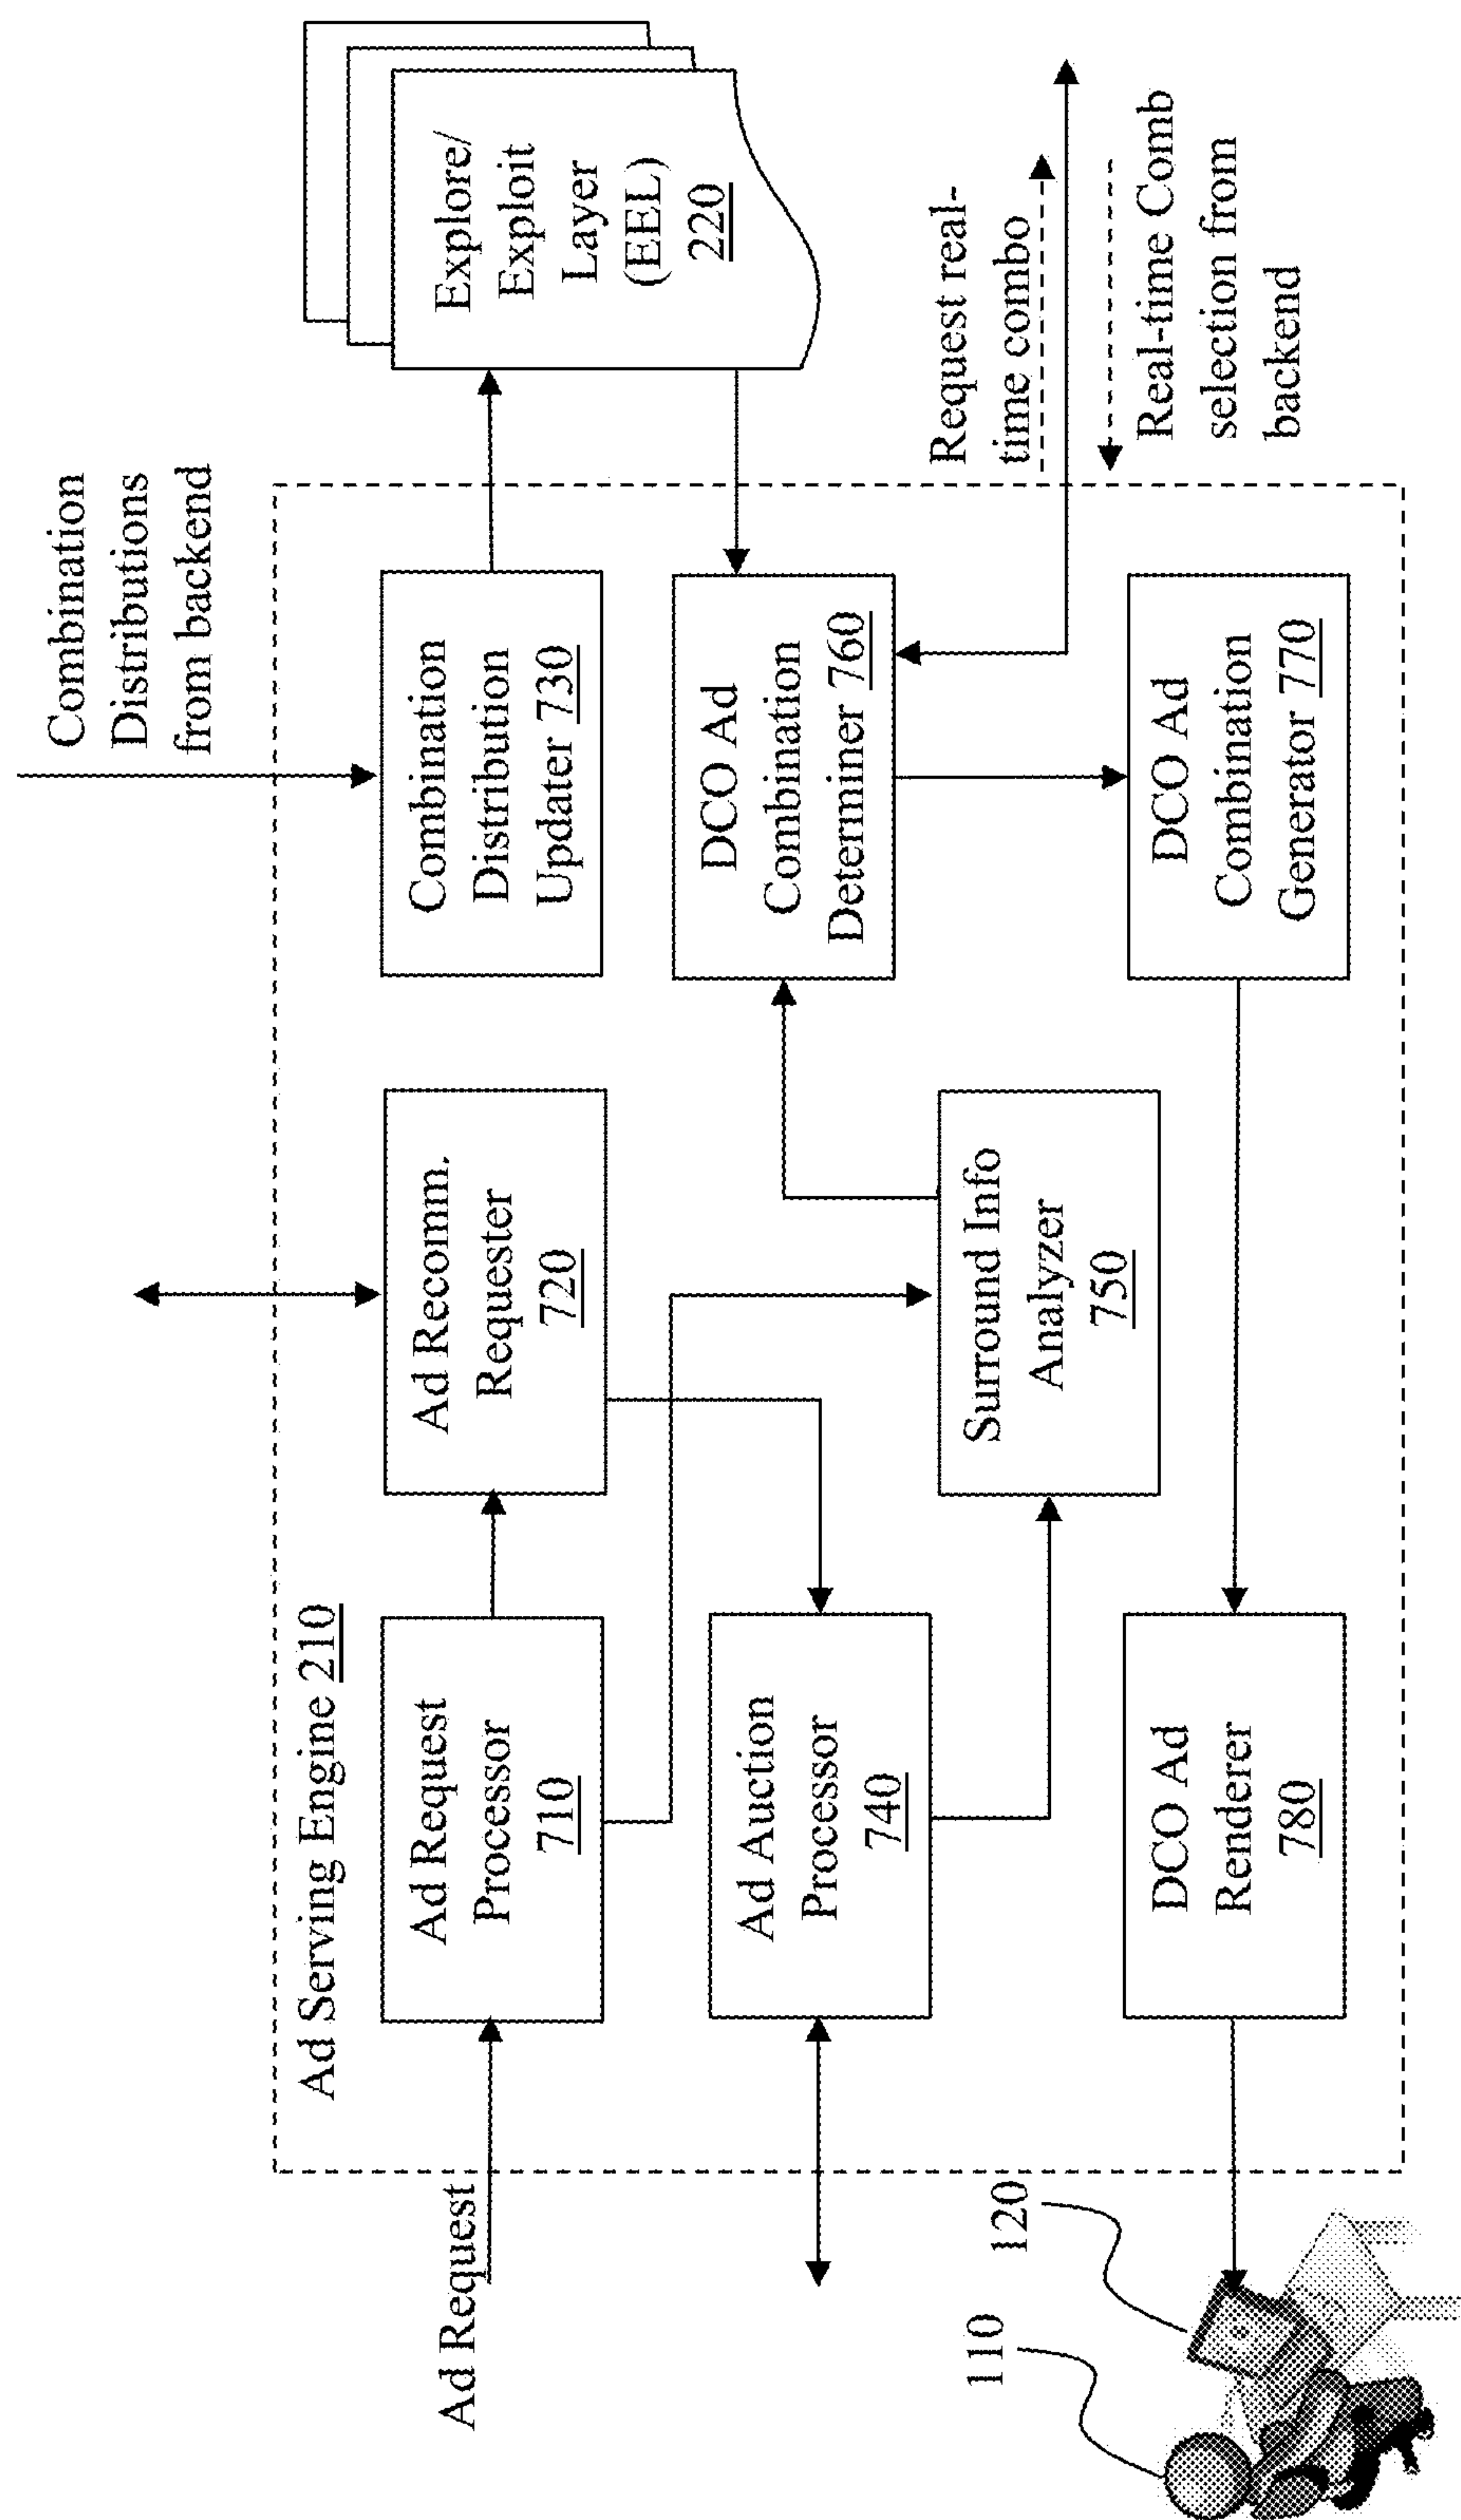 Combination
Distributions
from backend
Ad Serving Engine 210
Ad Request
Ad Request
Processor
710
Ad Recomm.
Requester
720
Combination
Distribution
Updater 730
Explore/
Exploit
Layer
(EEL)
220
Ad Auction
Processor
740
Surround Info
Analyzer
750
DCO Ad
Combination
Determiner 760
Request real-
time combo
Real-time Comb
selection from
backend
DCO Ad
Renderer
780
DCO Ad
Combination
Generator 770
110
120